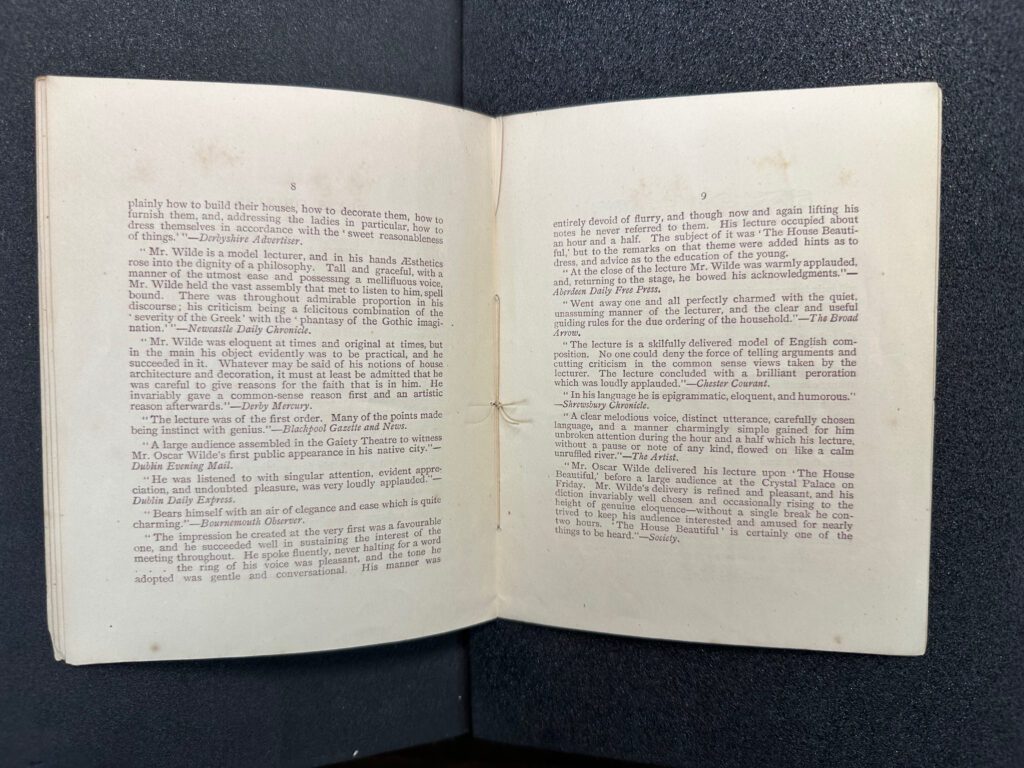 8
plainly how to build their houses, how to decorate them, how to
furnish them, and, addressing the ladies in particular, how to
dress themselves in accordance with the ‘ sweet reasonableness
of things.’ ”—Derbyshire Advertiser.
“ Mr. Wilde is a model lecturer, and in his hands Æsthetics
rose into the dignity of a philosophy. Tall and graceful, with a
manner of the utmost ease and possessing a mellifluous voice,
Mr. Wilde held the vast assembly that met to listen to him, spell
bound. There was throughout admirable proportion in his
discourse ; his criticism being a felicitous combination of the
‘ severity of the Greek ’ with the ‘ phantasy of the Gothic imagi-
nation.’ ”—Newcastle Daily Chronicle.
“ Mr. Wilde was eloquent at times and original at times, but
in the main his object evidently was to be practical, and he
succeeded in it. Whatever may be said of his notions of house
architecture and decoration, it must at least be admitted that he
was careful to give reasons for the faith that is in him. He
invariably gave a common-sense reason first and an artistic
reason afterwards.”—Derby Mercury.
“ The lecture was of the first order. Many of the points made
being instinct with genius.”—Blackpool Gazette and News.
“ A large audience assembled in the Gaiety Theatre to witness
Mr. Oscar Wilde’s first public appearance in his native city.”—
Dublin Evening Mail.
“ He was listened to with singular attention, evident appre-
ciation, and undoubted pleasure, was very loudly applauded.”—
Dublin Daily Express.
“ Bears himself with an air of elegance and ease which is quite
charming.”—Bournemouth Observer.
“ The impression he created at the very first was a favourable
one, and he succeeded well in sustaining the interest of the
meeting throughout. He spoke fluently, never halting for a word
. . . the ring of his voice was pleasant, and the tone he
adopted was gentle and conversational. His manner was
9
entirely devoid of flurry, and though now and again lifting his
notes he never referred to them. His lecture occupied about
an hour and a half. The subject of it was ‘ The House Beauti-
ful,’ but to the remarks on that theme were added hints as to
dress, and advice as to the education of the young.
“ At the close of the lecture Mr. Wilde was warmly applauded,
and, returning to the stage, he bowed his acknowledgments.”—
Aberdeen Daily Free Press.
“ Went away one and all perfectly charmed with the quiet,
unassuming manner of the lecturer, and the clear and useful
guiding rules for the due ordering of the household.”—The Broad
Arrow.
“ The lecture is a skilfully delivered model of English com-
position. No one could deny the force of telling arguments and
cutting criticism in the common sense views taken by the
lecturer. The lecture concluded with a brilliant peroration
which was loudly applauded.”—Chester Courant.
“ In his language he is epigrammatic, eloquent, and humorous.”
—Shrewsbury Chronicle.
“ A clear melodious voice, distinct utterance, carefully chosen
language, and a manner charmingly simple gained for him
unbroken attention during the hour and a half which his lecture,
without a pause or note of any kind, flowed on like a calm
unruffled river.”—The Artist.
“ Mr. Oscar Wilde delivered his lecture upon ‘ The House
Beautiful,’ before a large audience at the Crystal Palace on
Friday. Mr. Wilde’s delivery is refined and pleasant, and his
diction invariably well chosen and occasionally rising to the
height of genuine eloquence—without a single break he con-
trived to keep his audience interested and amused for nearly
two hours. ‘ The House Beautiful ’ is certainly one of the
things to be heard.”—Society.